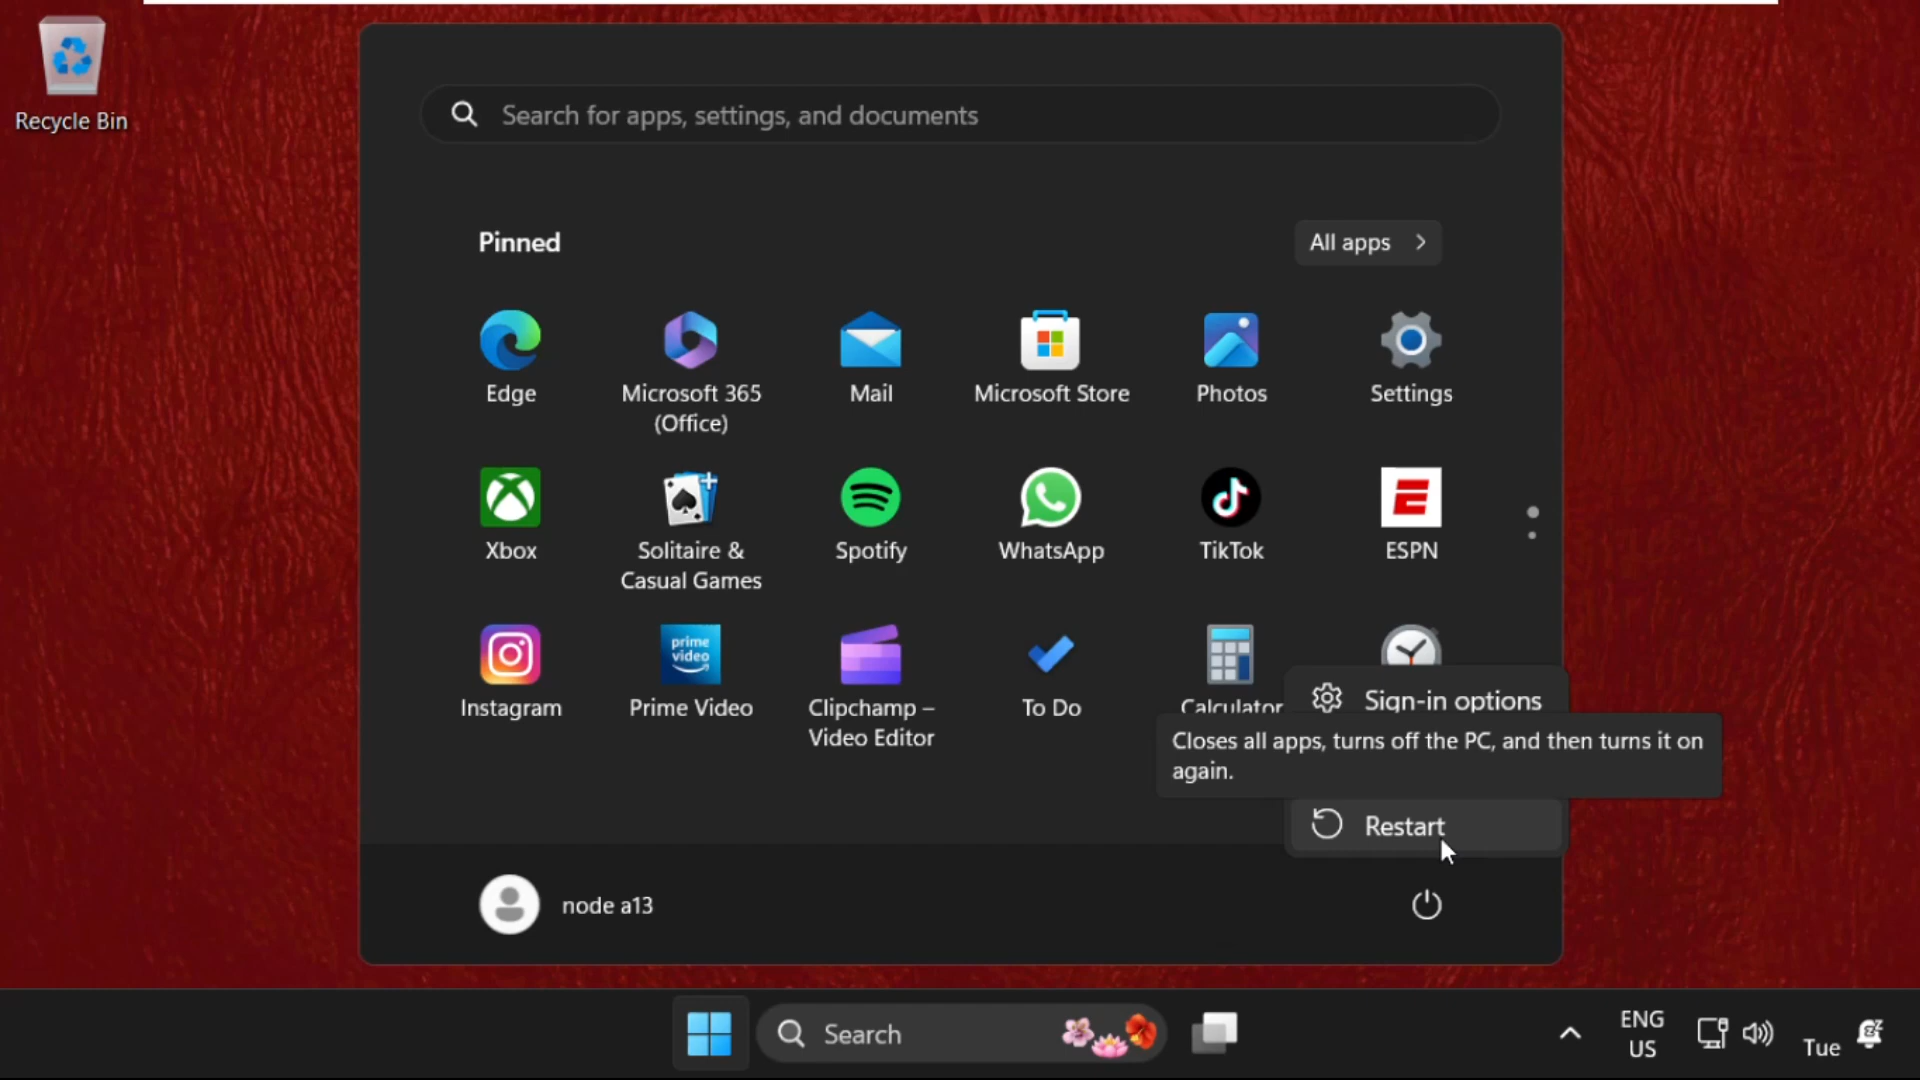 Recycle Bin
Search for apps, settings, and documents
Pinned
All apps
Edge
Microsoft 365
(Office)
Mail
Microsoft Store
Photos
Settings
Xbox
Solitaire &
Casual Games
Spotify
WhatsApp
TikTok
ESPN
Instagram
prime
video
Prime Video
Clipchamp –
Video Editor
To Do
Calculator
Sign-in options
Closes all apps, turns off the PC, and then turns it on
again.
Restart
node a13
Search
ENG
US
Tue